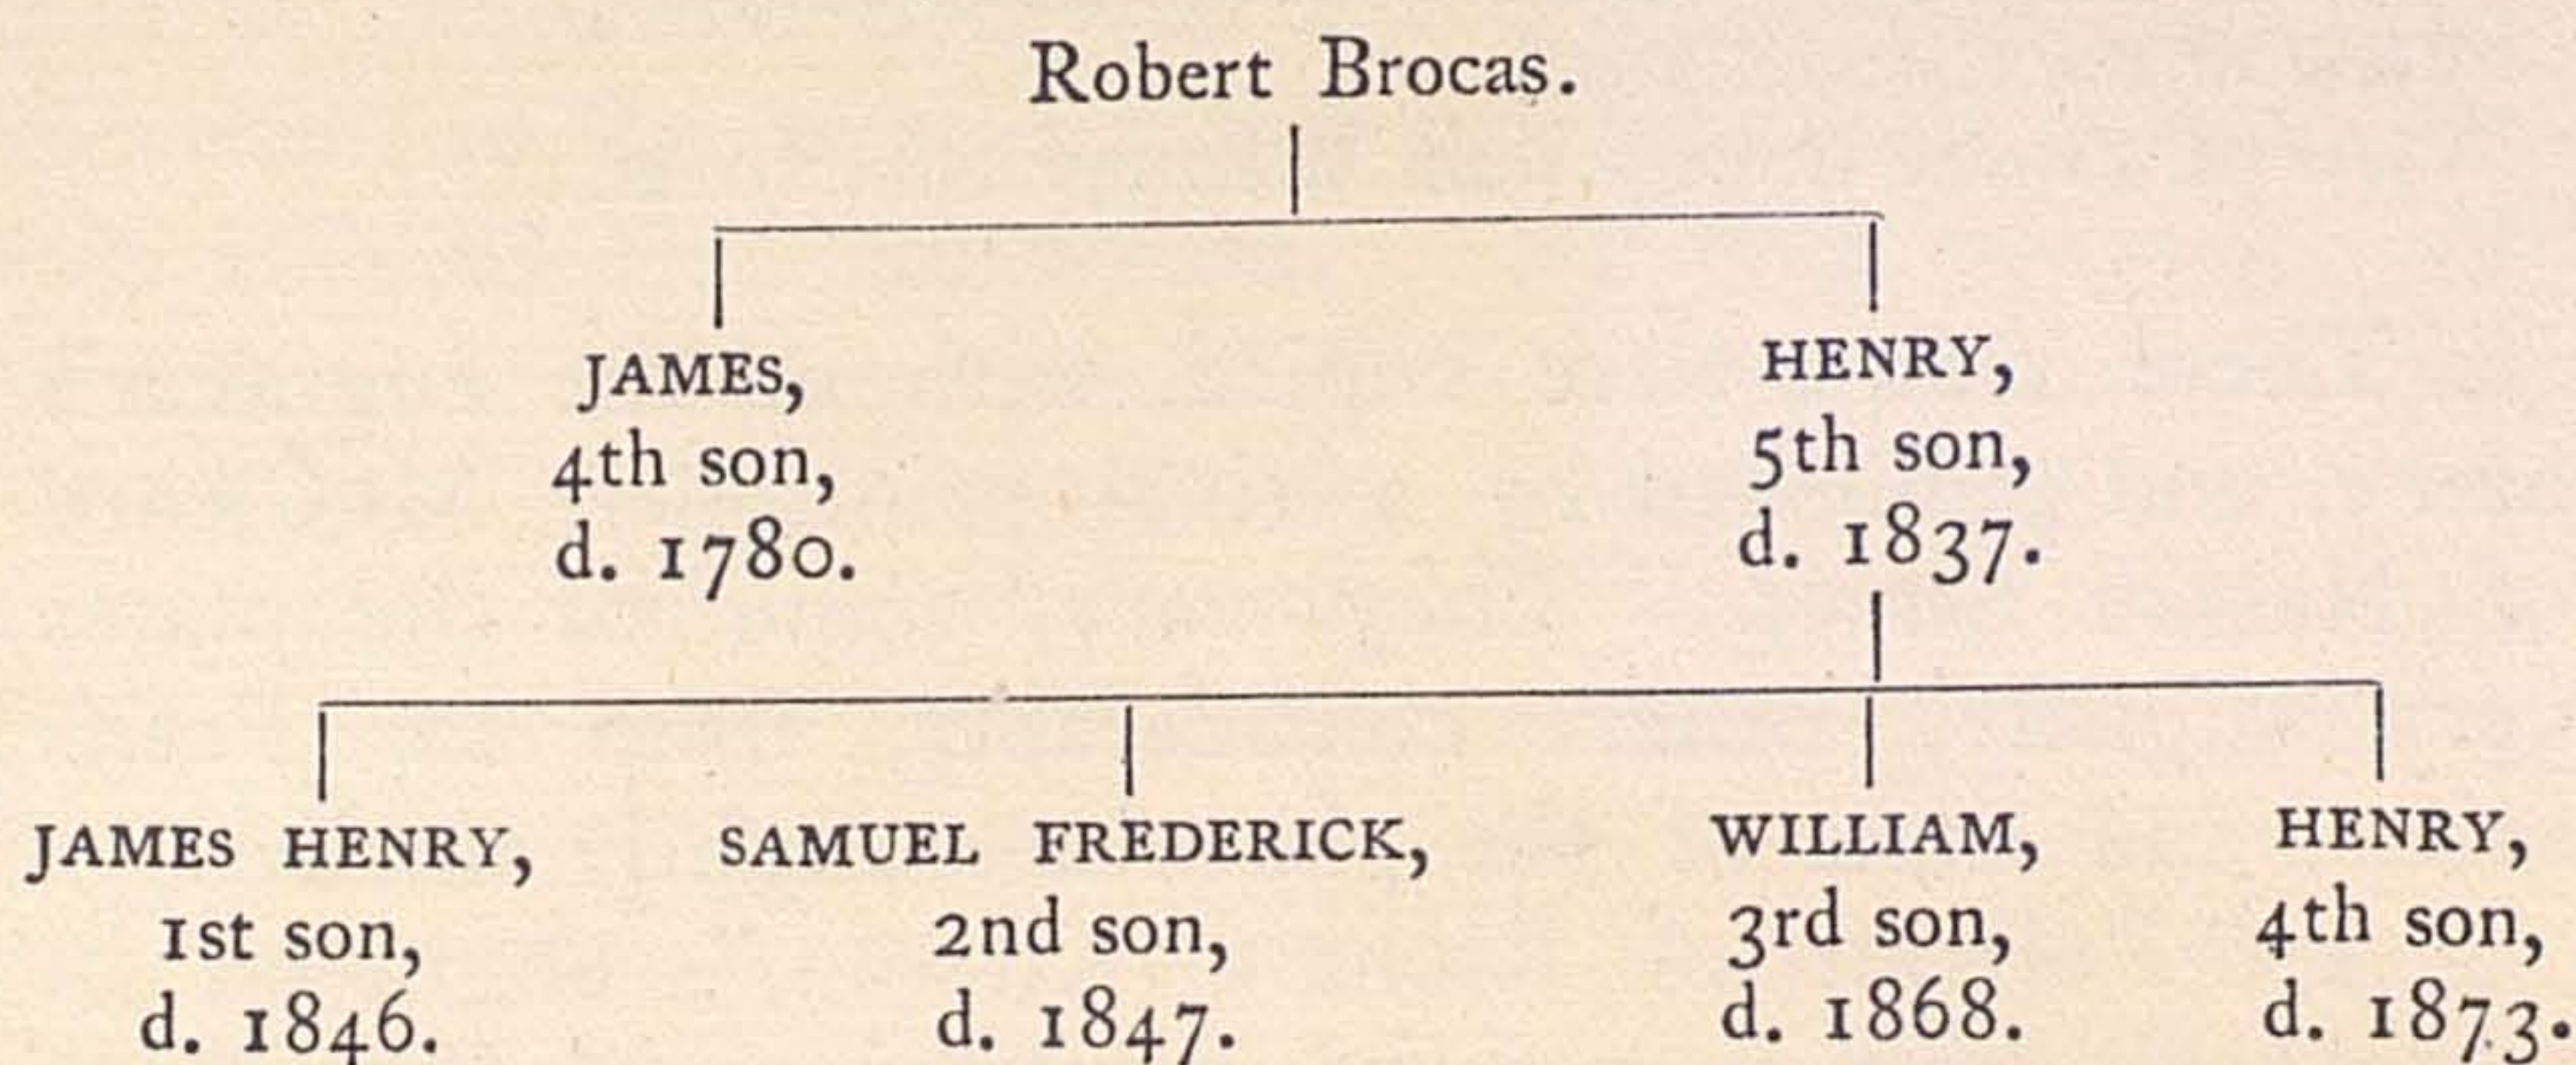 Robert Brocas.
JAMES,
4th son,
d. 1780.
HENRY,
5th son,
d. 1837.
JAMES HENRY,
1st son,
d. 1846.
SAMUEL FREDERICK,
2nd son,
d. 1847.
WILLIAM,
3rd son,
d. 1868.
HENRY,
4th son,
d. 1873.